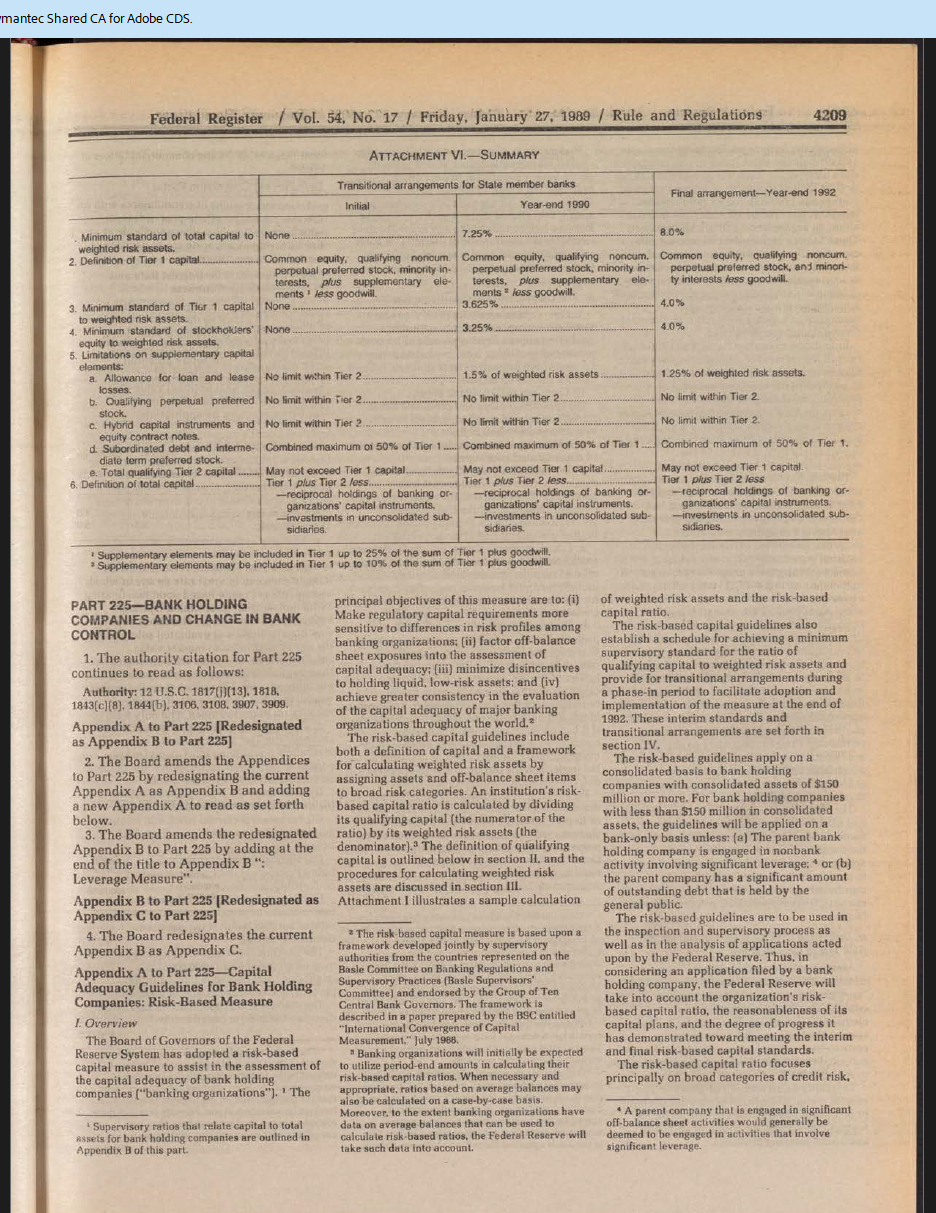 mantec Shared CA for Adobe CDS.
Federal Register / Vol. 54, No. 17 / Friday, January 27, 1989 / Rule and Regulations 4209
ATTACHMENT VI.—SUMMARY
Transitional arrangements for State member banks
Final arrangement—Year-end 1992
Initial
Year-end 1990
. Minimum standard of total capital to
weighted risk assets.
None
7.25%
8.0%
2. Definition of Tier 1 capital
Common equity, qualifying noncum.
perpetual preferred stock, minority in-
terests, plus supplementary ele-
ments ¹ less goodwill.
Common equity, qualifying noncum.
perpetual preferred stock, minority in-
terests, plus supplementary ele-
ments ² less goodwill.
Common equity, qualifying noncum.
perpetual preferred stock, and minori-
ty interests less goodwill.
3. Minimum standard of Tier 1 capital
to weighted risk assets.
None
3.625%
4.0%
4. Minimum standard of stockholders'
equity to weighted risk assets.
None
3.25%
4.0%
5. Limitations on supplementary capital
elements:
a. Allowance for loan and lease
losses.
No limit within Tier 2
1.5% of weighted risk assets
1.25% of weighted risk assets.
b. Qualifying perpetual preferred
stock.
No limit within Tier 2
No limit within Tier 2
No limit within Tier 2.
c. Hybrid capital instruments and
equity contract notes.
No limit within Tier 2
No limit within Tier 2
No limit within Tier 2.
d. Subordinated debt and interme-
diate term preferred stock.
Combined maximum of 50% of Tier 1
Combined maximum of 50% of Tier 1
Combined maximum of 50% of Tier 1.
e. Total qualifying Tier 2 capital
May not exceed Tier 1 capital
May not exceed Tier 1 capital
May not exceed Tier 1 capital.
6. Definition of total capital
Tier 1 plus Tier 2 less
—reciprocal holdings of banking or-
ganizations' capital instruments.
—investments in unconsolidated sub-
sidiaries.
Tier 1 plus Tier 2 less
—reciprocal holdings of banking or-
ganizations' capital instruments.
—investments in unconsolidated sub-
sidiaries.
Tier 1 plus Tier 2 less
—reciprocal holdings of banking or-
ganizations' capital instruments.
—investments in unconsolidated sub-
sidiaries.
¹ Supplementary elements may be included in Tier 1 up to 25% of the sum of Tier 1 plus goodwill.
² Supplementary elements may be included in Tier 1 up to 10% of the sum of Tier 1 plus goodwill.
PART 225—BANK HOLDING
COMPANIES AND CHANGE IN BANK
CONTROL
1. The authority citation for Part 225
continues to read as follows:
Authority: 12 U.S.C. 1817(j)(13), 1818,
1843(c)(8), 1844(b), 3106, 3108, 3907, 3909.
Appendix A to Part 225 [Redesignated
as Appendix B to Part 225]
2. The Board amends the Appendices
to Part 225 by redesignating the current
Appendix A as Appendix B and adding
a new Appendix A to read as set forth
below.
3. The Board amends the redesignated
Appendix B to Part 225 by adding at the
end of the title to Appendix B ":
Leverage Measure".
Appendix B to Part 225 [Redesignated as
Appendix C to Part 225]
4. The Board redesignates the current
Appendix B as Appendix C.
Appendix A to Part 225—Capital
Adequacy Guidelines for Bank Holding
Companies: Risk-Based Measure
I. Overview
The Board of Governors of the Federal
Reserve System has adopted a risk-based
capital measure to assist in the assessment of
the capital adequacy of bank holding
companies ("banking organizations"). ¹ The
¹ Supervisory ratios that relate capital to total
assets for bank holding companies are outlined in
Appendix B of this part.
principal objectives of this measure are to: (i)
Make regulatory capital requirements more
sensitive to differences in risk profiles among
banking organizations; (ii) factor off-balance
sheet exposures into the assessment of
capital adequacy; (iii) minimize disincentives
to holding liquid, low-risk assets; and (iv)
achieve greater consistency in the evaluation
of the capital adequacy of major banking
organizations throughout the world.²
The risk-based capital guidelines include
both a definition of capital and a framework
for calculating weighted risk assets by
assigning assets and off-balance sheet items
to broad risk categories. An institution's risk-
based capital ratio is calculated by dividing
its qualifying capital (the numerator of the
ratio) by its weighted risk assets (the
denominator).³ The definition of qualifying
capital is outlined below in section II, and the
procedures for calculating weighted risk
assets are discussed in section III.
Attachment I illustrates a sample calculation
² The risk-based capital measure is based upon a
framework developed jointly by supervisory
authorities from the countries represented on the
Basle Committee on Banking Regulations and
Supervisory Practices (Basle Supervisors'
Committee) and endorsed by the Group of Ten
Central Bank Governors. The framework is
described in a paper prepared by the BSC entitled
"International Convergence of Capital
Measurement," July 1988.
³ Banking organizations will initially be expected
to utilize period-end amounts in calculating their
risk-based capital ratios. When necessary and
appropriate, ratios based on average balances may
also be calculated on a case-by-case basis.
Moreover, to the extent banking organizations have
data on average balances that can be used to
calculate risk-based ratios, the Federal Reserve will
take such data into account.
of weighted risk assets and the risk-based
capital ratio.
The risk-based capital guidelines also
establish a schedule for achieving a minimum
supervisory standard for the ratio of
qualifying capital to weighted risk assets and
provide for transitional arrangements during
a phase-in period to facilitate adoption and
implementation of the measure at the end of
1992. These interim standards and
transitional arrangements are set forth in
section IV.
The risk-based guidelines apply on a
consolidated basis to bank holding
companies with consolidated assets of $150
million or more. For bank holding companies
with less than $150 million in consolidated
assets, the guidelines will be applied on a
bank-only basis unless: (a) The parent bank
holding company is engaged in nonbank
activity involving significant leverage; ⁴ or (b)
the parent company has a significant amount
of outstanding debt that is held by the
general public.
The risk-based guidelines are to be used in
the inspection and supervisory process as
well as in the analysis of applications acted
upon by the Federal Reserve. Thus, in
considering an application filed by a bank
holding company, the Federal Reserve will
take into account the organization's risk-
based capital ratio, the reasonableness of its
capital plans, and the degree of progress it
has demonstrated toward meeting the interim
and final risk-based capital standards.
The risk-based capital ratio focuses
principally on broad categories of credit risk,
⁴ A parent company that is engaged in significant
off-balance sheet activities would generally be
deemed to be engaged in activities that involve
significant leverage.